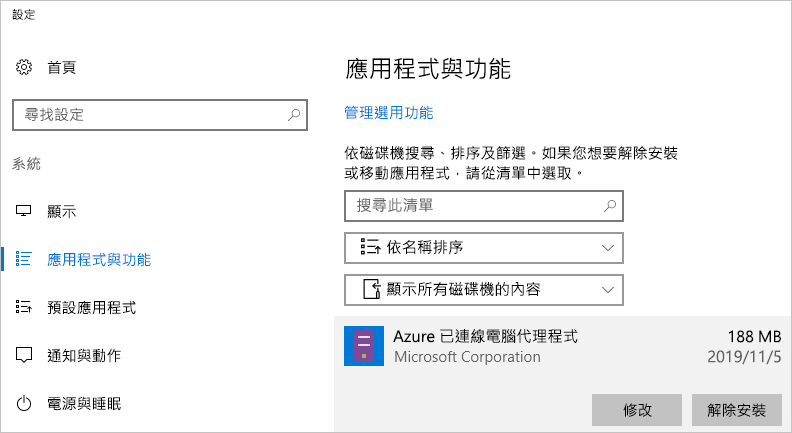 設定
首頁
尋找設定
系統
顯示
應用程式與功能
預設應用程式
通知與動作
電源與睡眠
應用程式與功能
管理選用功能
依磁碟機搜尋、排序及篩選。如果您想要解除安裝
或移動應用程式，請從清單中選取。
搜尋此清單
依名稱排序
顯示所有磁碟機的內容
Azure 已連線電腦代理程式 188 MB
Microsoft Corporation 2019/11/5
修改 解除安裝